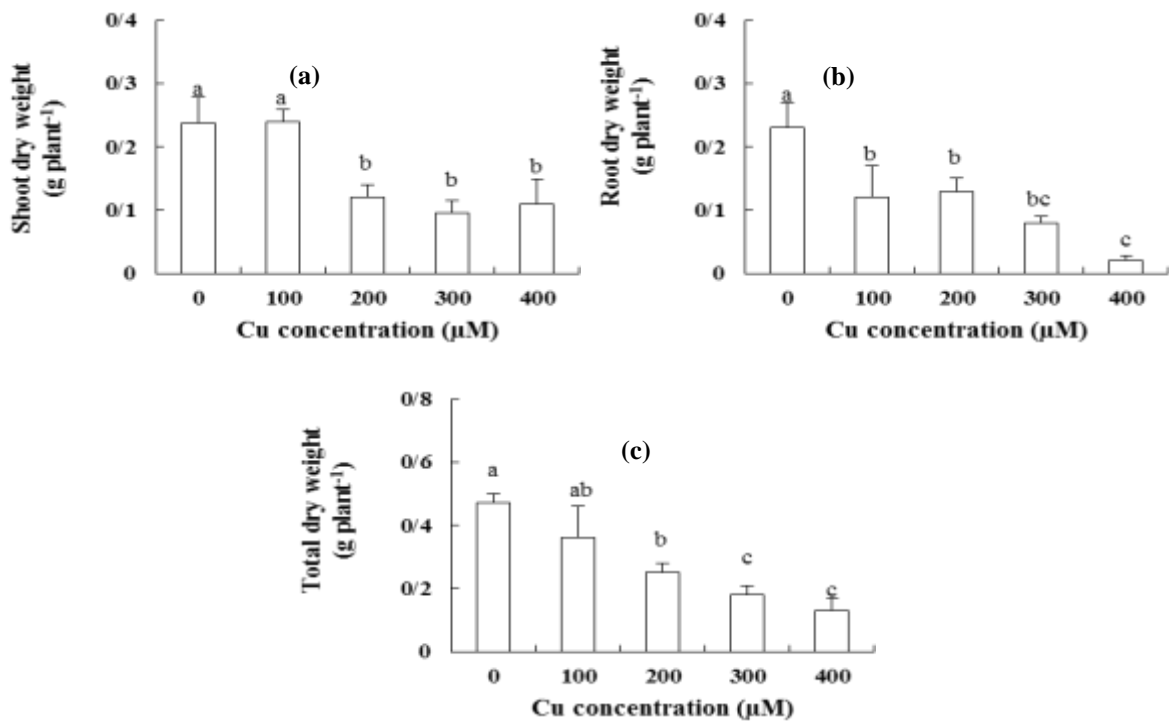 Shoot dry weight
(g plant⁻¹)
0/4
0/3
0/2
0/1
0
(a)
a
a
b
b
b
0
100
200
300
400
Cu concentration (µM)
Root dry weight
(g plant⁻¹)
0/4
0/3
0/2
0/1
0
(b)
a
b
b
bc
c
0
100
200
300
400
Cu concentration (µM)
Total dry weight
(g plant⁻¹)
0/8
0/6
0/4
0/2
0
(c)
a
ab
b
c
c
0
100
200
300
400
Cu concentration (µM)